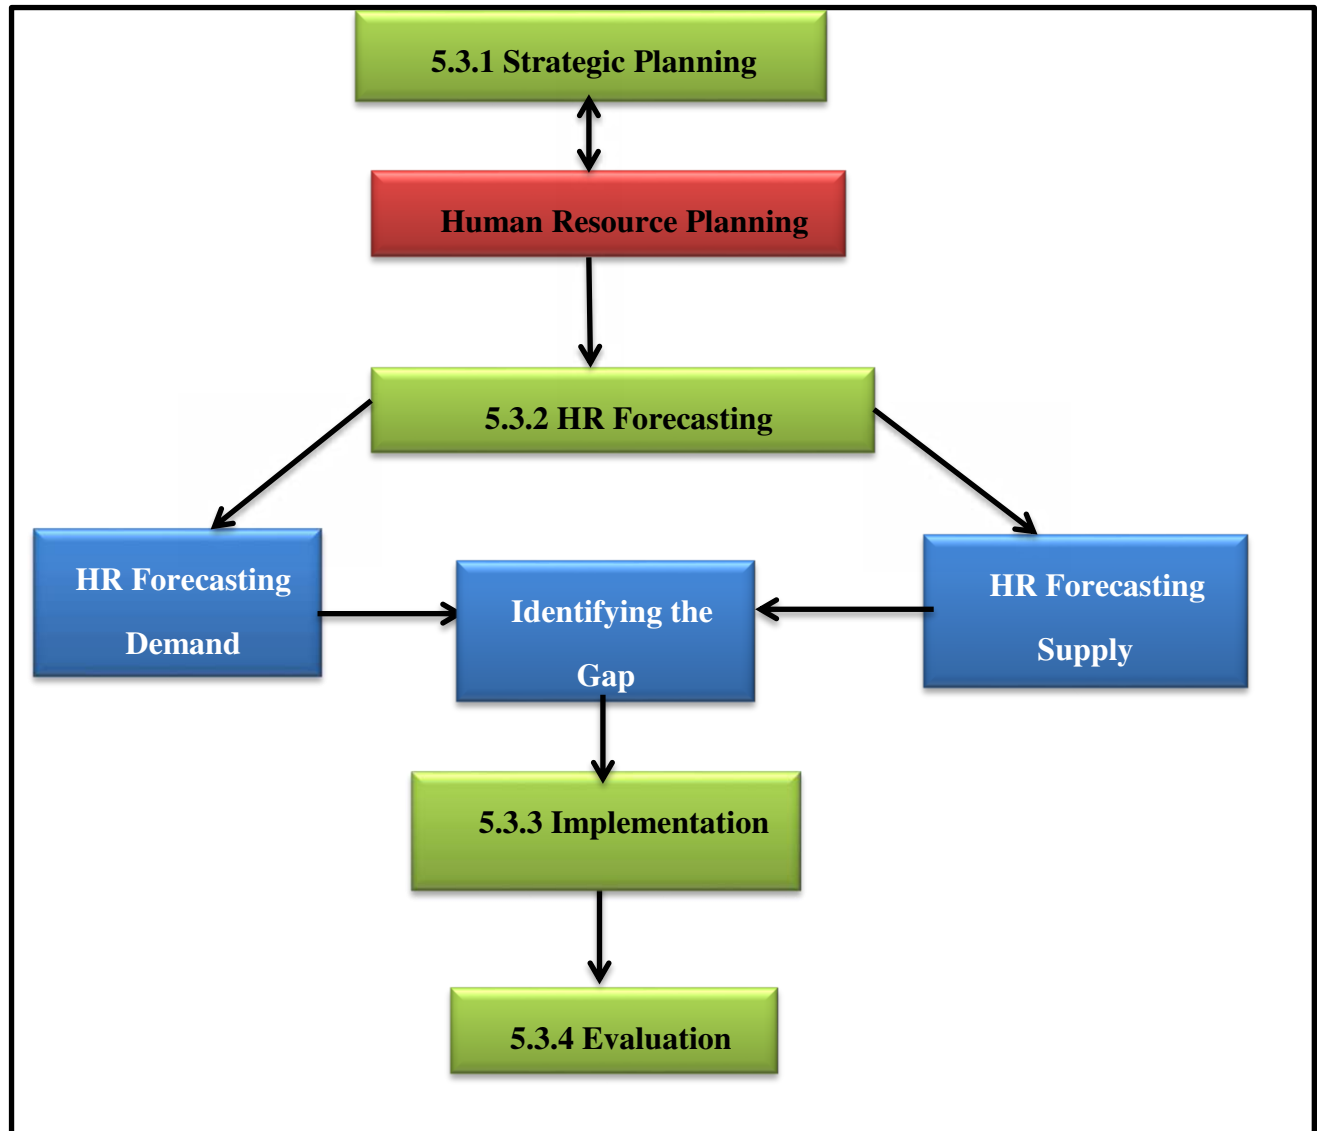 5.3.1 Strategic Planning
Human Resource Planning
5.3.2 HR Forecasting
HR Forecasting
Demand
Identifying the
Gap
HR Forecasting
Supply
5.3.3 Implementation
5.3.4 Evaluation